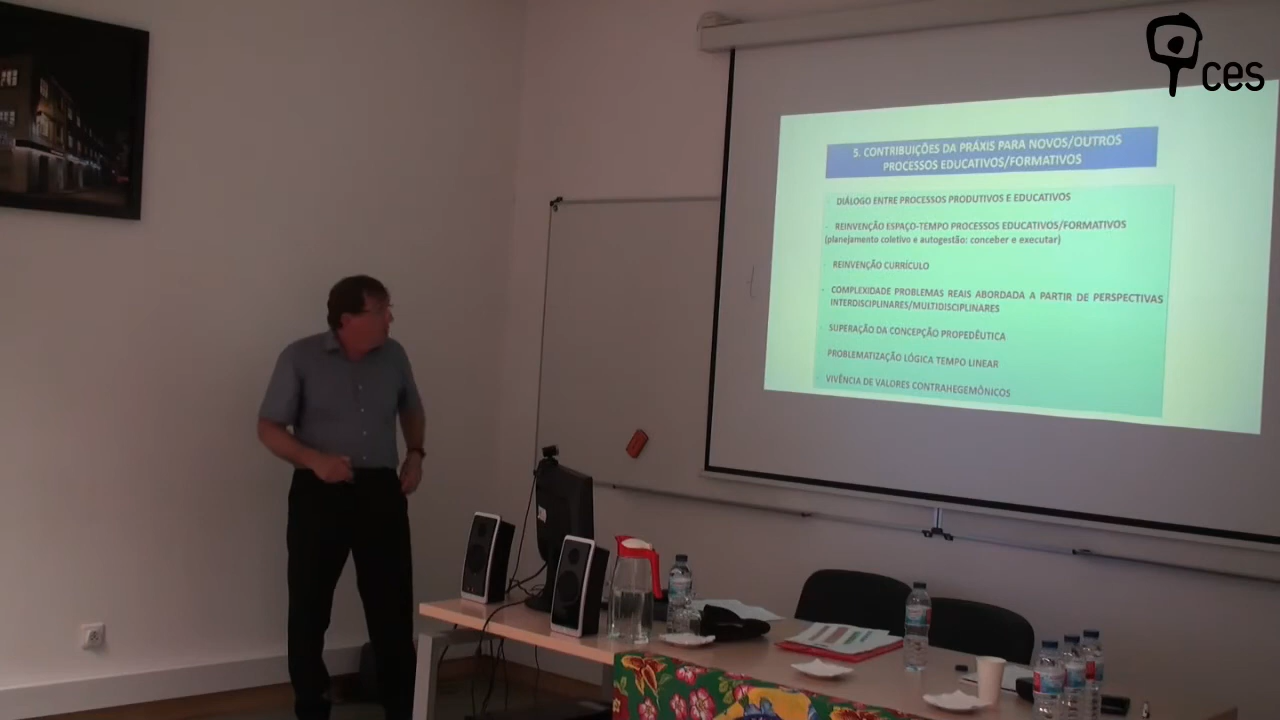 ces
5. CONTRIBUIÇÕES DA PRÁXIS PARA NOVOS/OUTROS
PROCESSOS EDUCATIVOS/FORMATIVOS
DIÁLOGO ENTRE PROCESSOS PRODUTIVOS E EDUCATIVOS
- REINVENÇÃO ESPAÇO-TEMPO PROCESSOS EDUCATIVOS/FORMATIVOS
(planejamento coletivo e autogestão: conceber e executar)
- REINVENÇÃO CURRÍCULO
- COMPLEXIDADE PROBLEMAS REAIS ABORDADA A PARTIR DE PERSPECTIVAS
INTERDISCIPLINARES/MULTIDISCIPLINARES
- SUPERAÇÃO DA CONCEPÇÃO PROPEDÊUTICA
PROBLEMATIZAÇÃO LÓGICA TEMPO LINEAR
- VIVÊNCIA DE VALORES CONTRAHEGEMÔNICOS